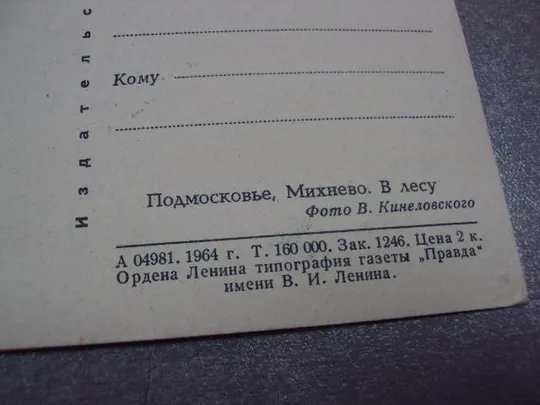 Издательс
Кому
Подмосковье, Михнево. В лесу
Фото В. Кинеловского
А 04981. 1964 г. Т. 160 000. Зак. 1246. Цена 2 к.
Ордена Ленина типография газеты „Правда“
имени В. И. Ленина.